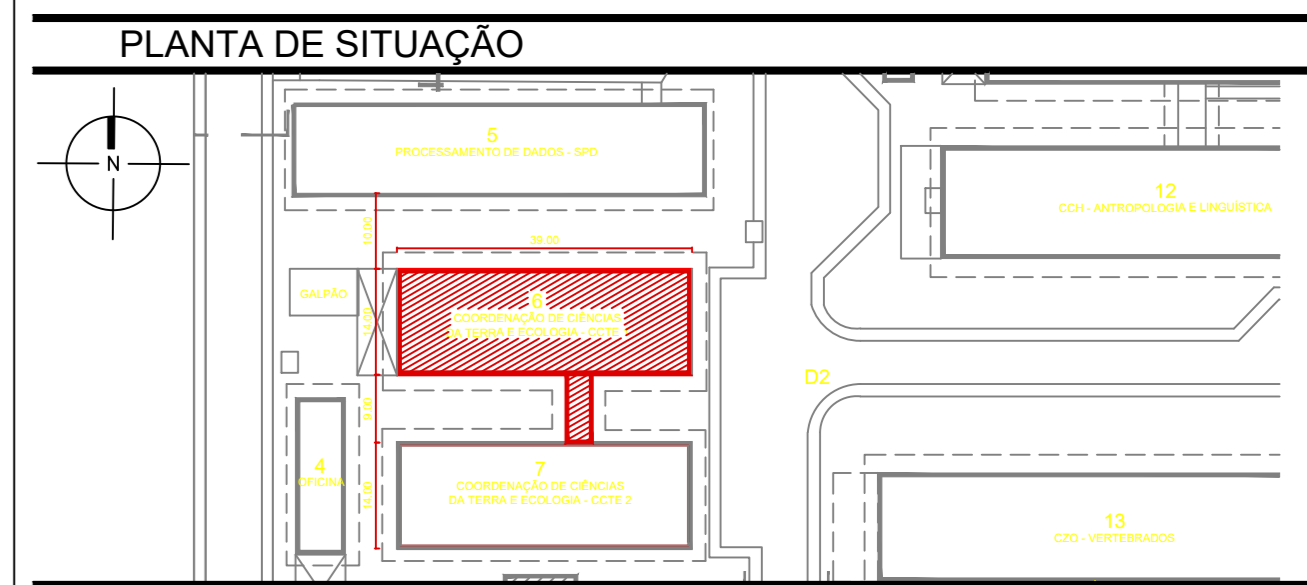 PLANTA DE SITUAÇÃO
N
5
PROCESSAMENTO DE DADOS - SPD
12
CCH - ANTROPOLOGIA E LINGUÍSTICA
10.00
39.00
GALPÃO
14.00
6
COORDENAÇÃO DE CIÊNCIAS
DA TERRA E ECOLOGIA - CCTE
D2
9.00
4
OFICINA
14.00
7
COORDENAÇÃO DE CIÊNCIAS
DA TERRA E ECOLOGIA - CCTE 2
13
CZO - VERTEBRADOS